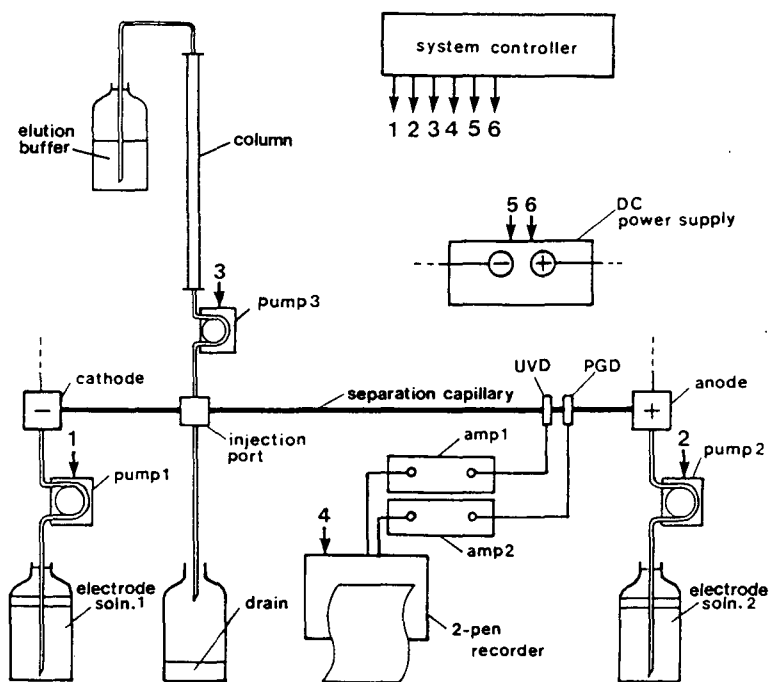 system controller
1 2 3 4 5 6
elution
buffer
column
5 6
DC
power supply
− +
3
pump 3
UVD PGD
cathode
separation capillary
anode
−
+
injection
port
amp1
1
2
pump1
pump2
4
amp2
electrode
soln.1
drain
2-pen
recorder
electrode
soln.2